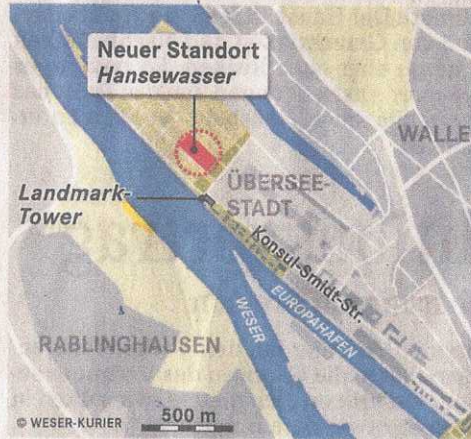 Neuer Standort
Hansewasser
WALLE
ÜBERSEE-
STADT
Landmark-
Tower
Konsul-Smidt-Str.
EUROPAHAFEN
WESER
RABLINGHAUSEN
© WESER-KURIER
500 m